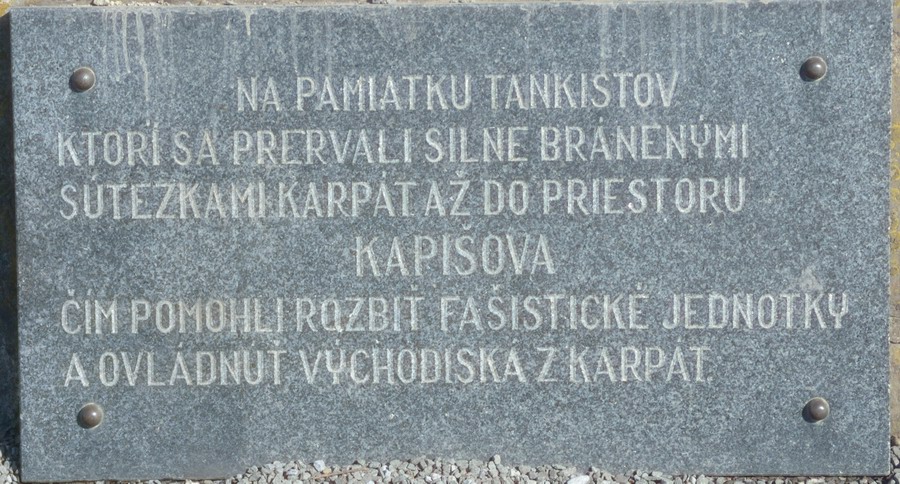 NA PAMIATKU TANKISTOV
KTORÍ SA PRERVALI SILNE BRÁNENÝMI
SÚTEZKAMI KARPÁT AŽ DO PRIESTORU
KAPIŠOVA
ČÍM POMOHLI ROZBIŤ FAŠISTICKÉ JEDNOTKY
A OVLÁDNUŤ VÝCHODISKÁ Z KARPÁT.